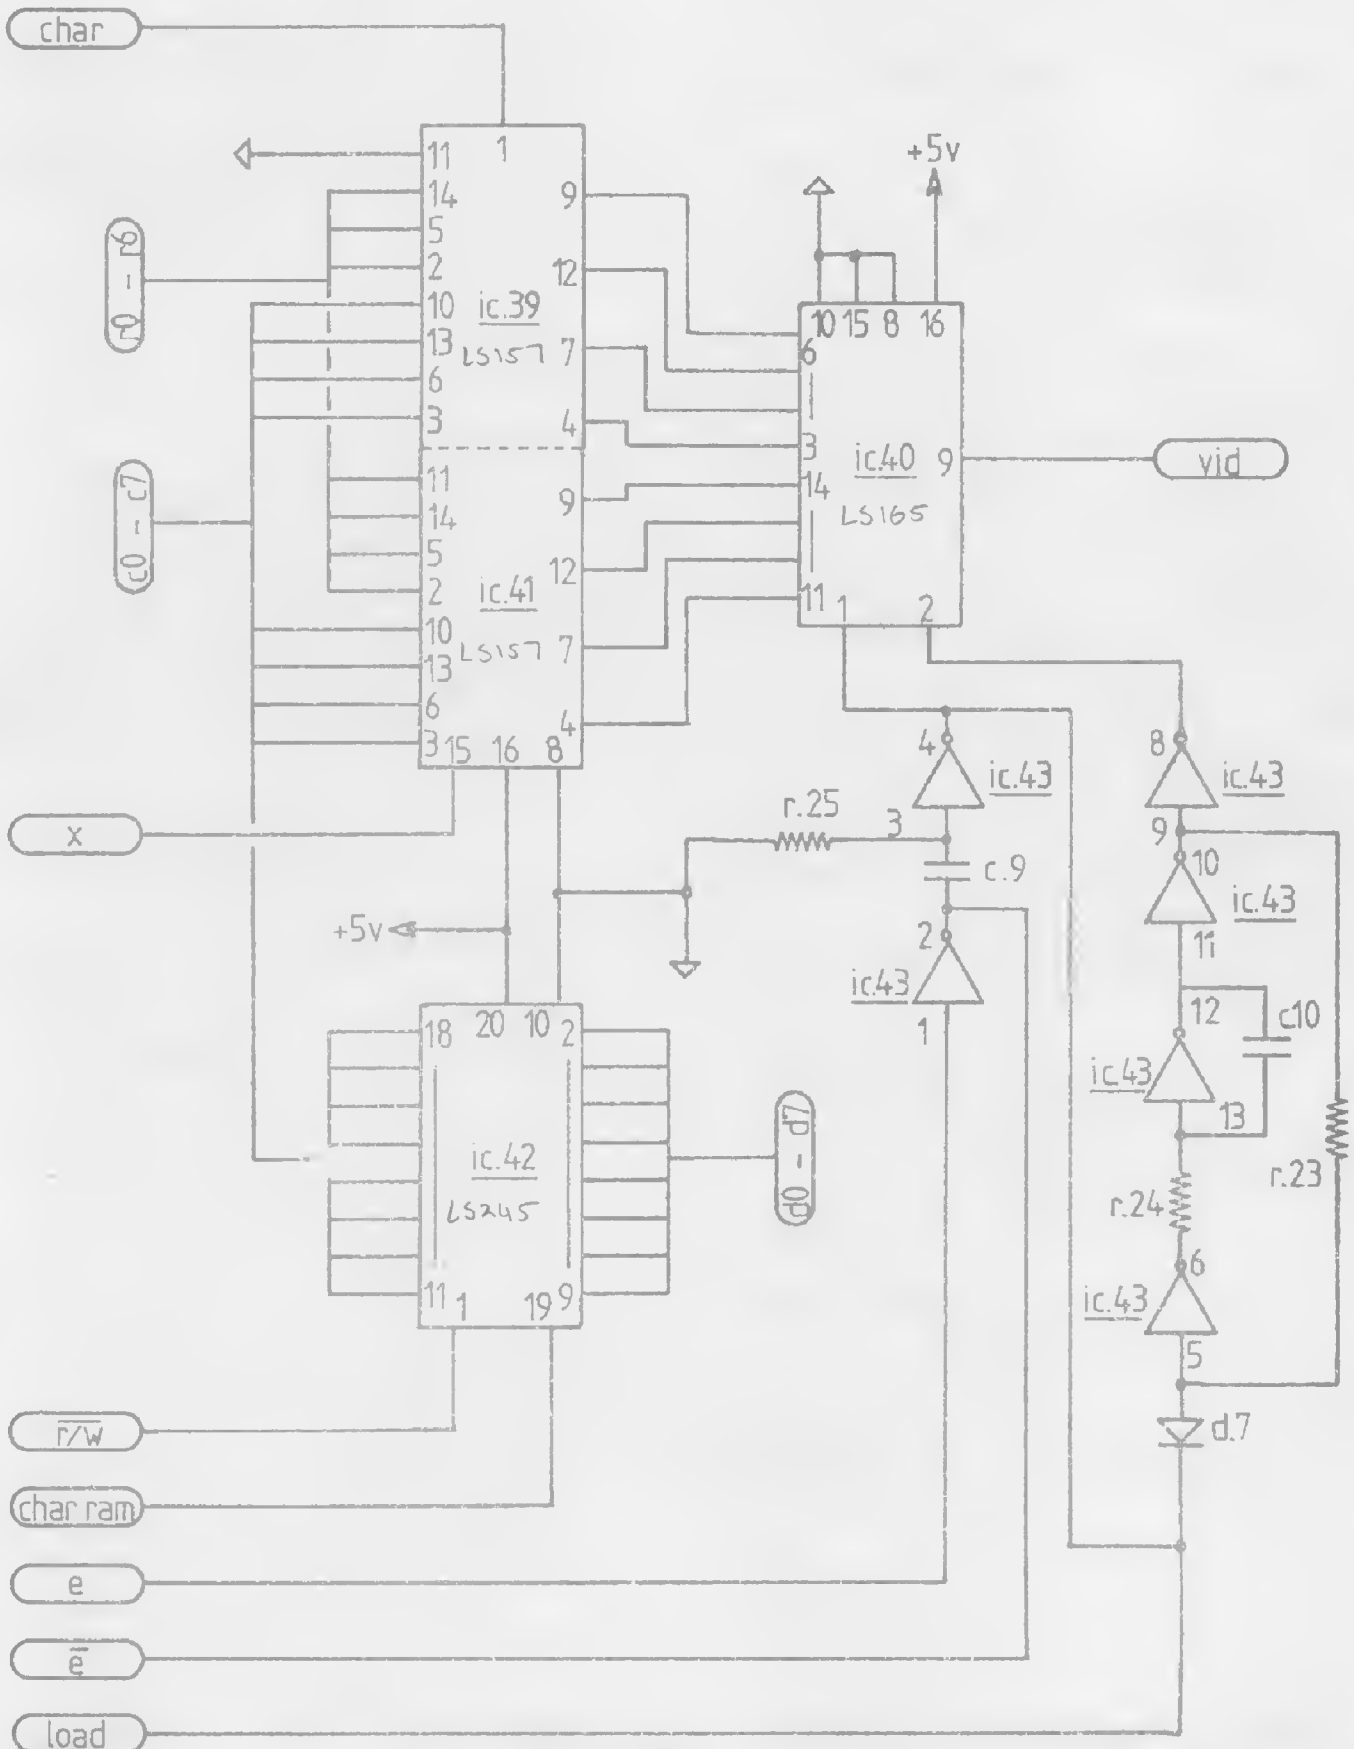 char
1
11
14
5
2
10
13
6
3
9
12
7
4
ic.39
LS157
r0 - r6
c0 - c7
11
14
5
2
10
13
6
3
9
12
7
4
ic.41
LS157
15 16 8
+5v
10 15 8 16
6
3
14
11
ic.40
LS165
9
vid
1 2
x
r.25
3
4
ic.43
c.9
2
ic.43
1
8
ic.43
9
10
ic.43
11
12
c10
ic.43
13
r.24
r.23
6
ic.43
5
d.7
+5v
18 20 10 2
ic.42
LS245
11 1 19 9
d0 - d7
r/w
char ram
e
e
load